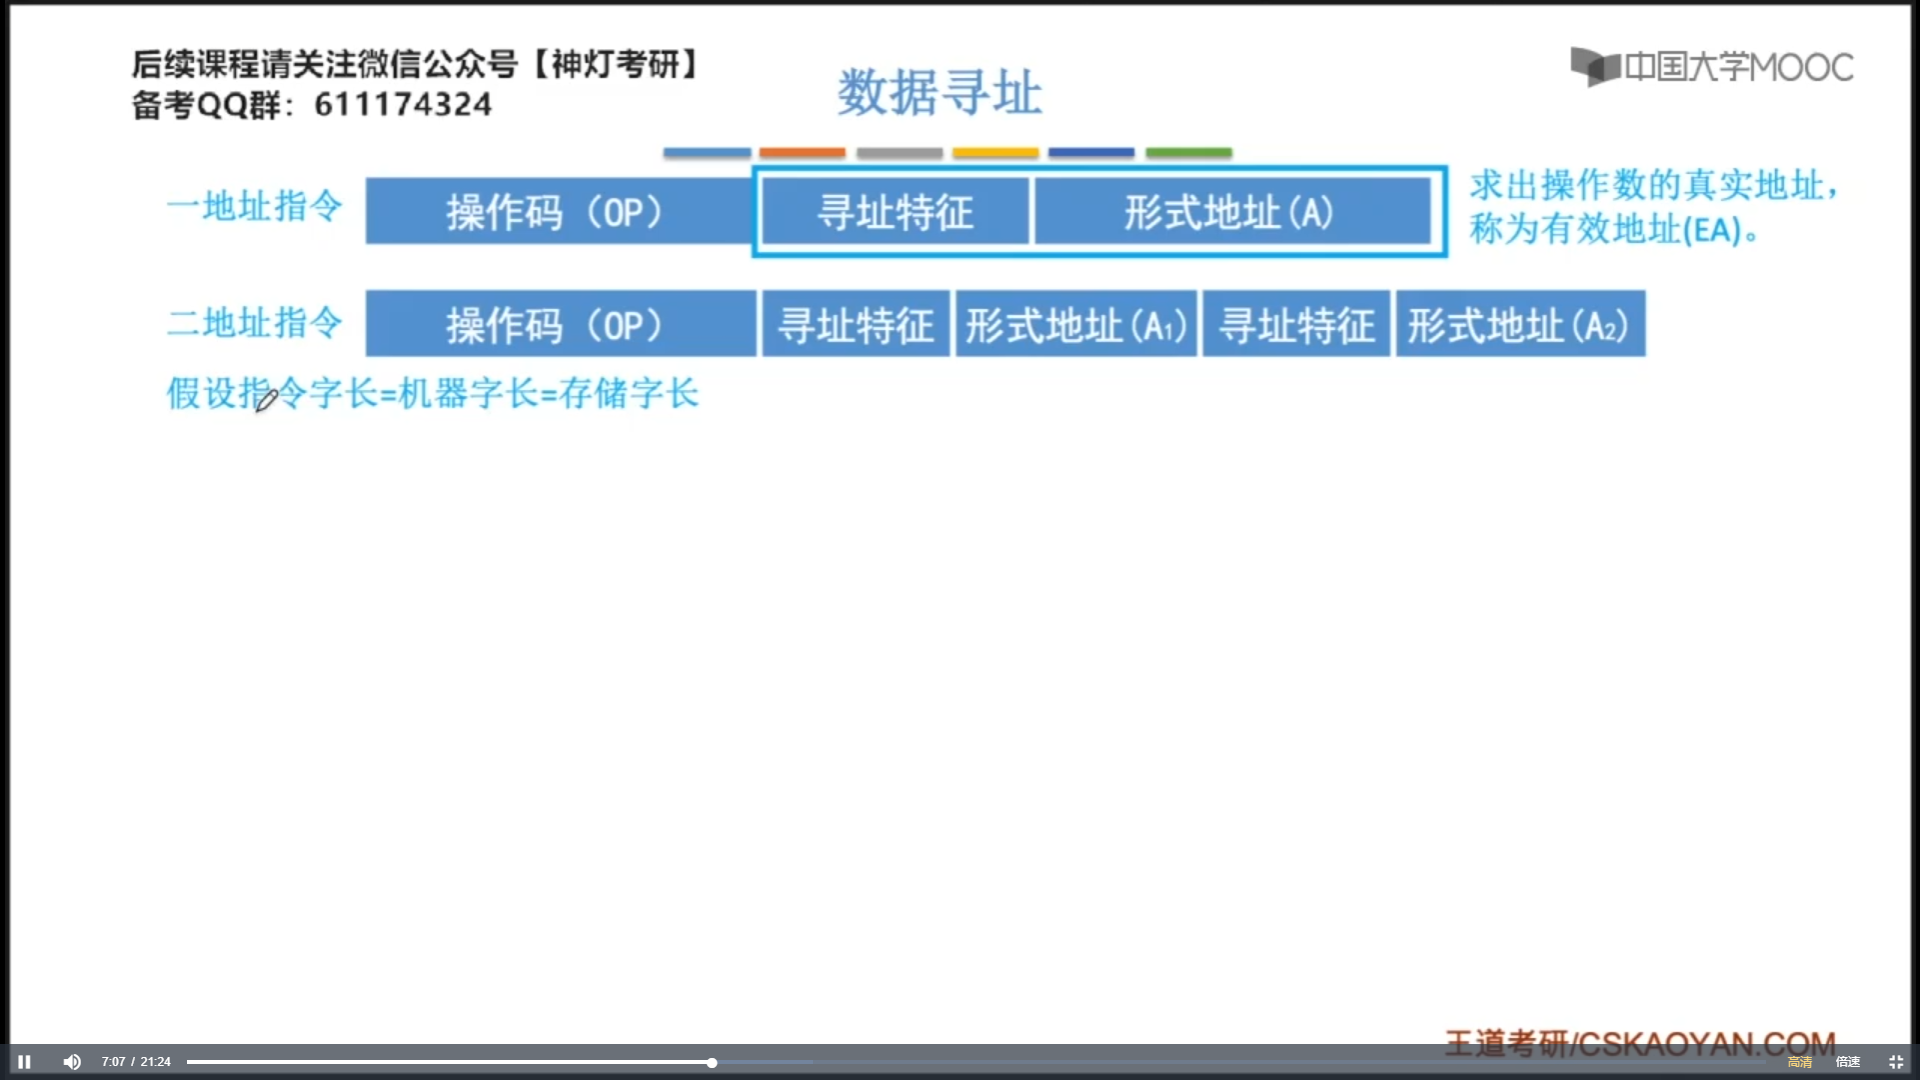 后续课程请关注微信公众号【神灯考研】
备考QQ群：611174324
中国大学MOOC
数据寻址
一地址指令 操作码（OP） 寻址特征 形式地址(A)
求出操作数的真实地址，
称为有效地址(EA)。
二地址指令 操作码（OP） 寻址特征 形式地址(A₁) 寻址特征 形式地址(A₂)
假设指令字长=机器字长=存储字长
王道考研/CSKAOYAN.COM
7:07 / 21:24 高清 倍速